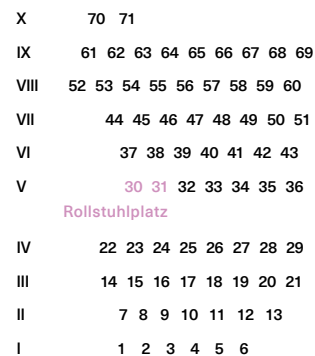 X 70 71
IX 61 62 63 64 65 66 67 68 69
VIII 52 53 54 55 56 57 58 59 60
VII 44 45 46 47 48 49 50 51
VI 37 38 39 40 41 42 43
V 30 31 32 33 34 35 36
Rollstuhlplatz
IV 22 23 24 25 26 27 28 29
III 14 15 16 17 18 19 20 21
II 7 8 9 10 11 12 13
I 1 2 3 4 5 6